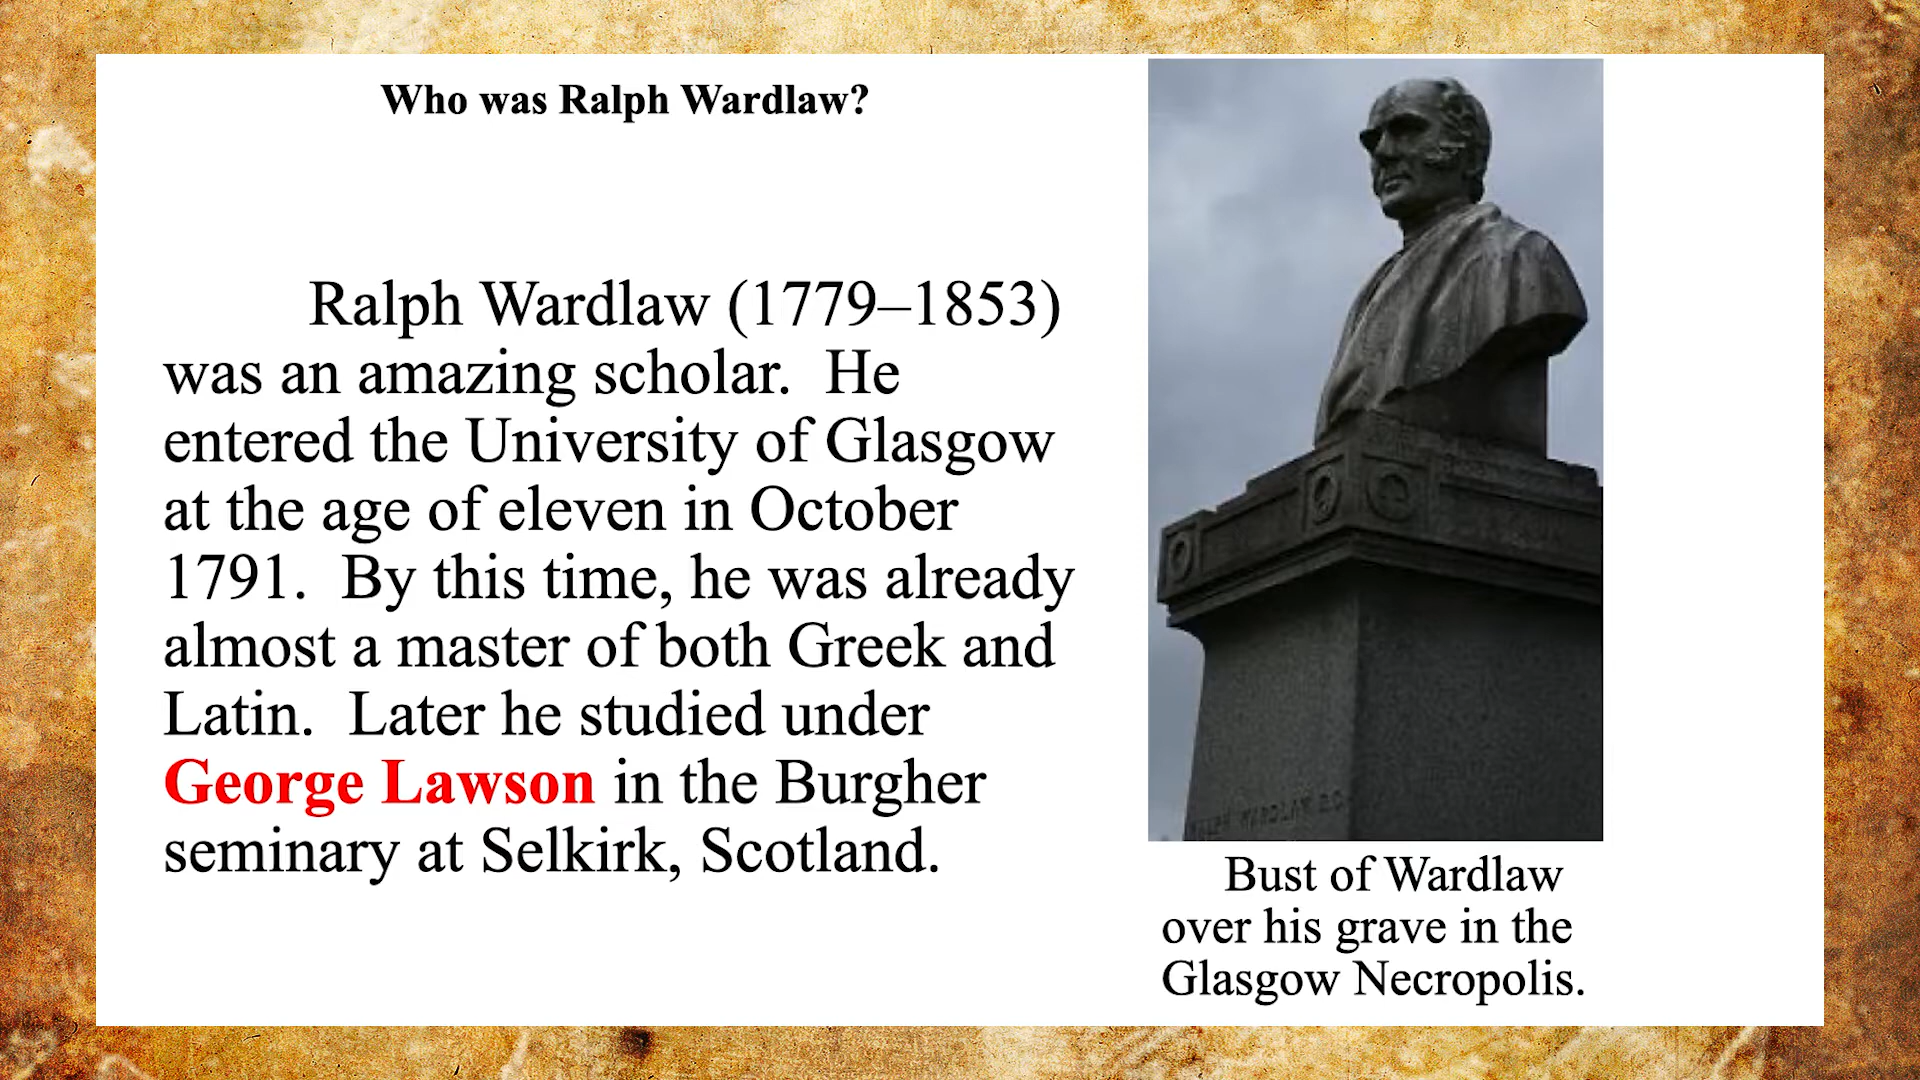 Who was Ralph Wardlaw?
Ralph Wardlaw (1779–1853)
was an amazing scholar.  He
entered the University of Glasgow
at the age of eleven in October
1791.  By this time, he was already
almost a master of both Greek and
Latin.  Later he studied under
George Lawson in the Burgher
seminary at Selkirk, Scotland.
RALPH WARDLAW D.D.
Bust of Wardlaw
over his grave in the
Glasgow Necropolis.